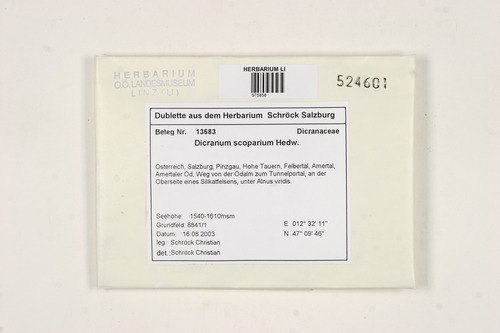 HERBARIUM
O.Ö. LANDESMUSEUM
LINZ (LI)
HERBARIUM LI
975858
524601
Dublette aus dem Herbarium Schröck Salzburg
Beleg Nr. 13683 Dicranaceae
Dicranum scoparium Hedw.
Österreich, Salzburg, Pinzgau, Hohe Tauern, Felbertal, Amertal,
Amertaler Öd, Weg von der Ödalm zum Tunnelportal, an der
Oberseite eines Silikatfelsens, unter Alnus viridis.
Seehöhe: 1540-1610msm
Grundfeld: 8841/1 E 012° 32' 11"
Datum: 16.08.2003 N 47° 09' 46"
leg.: Schröck Christian
det.: Schröck Christian